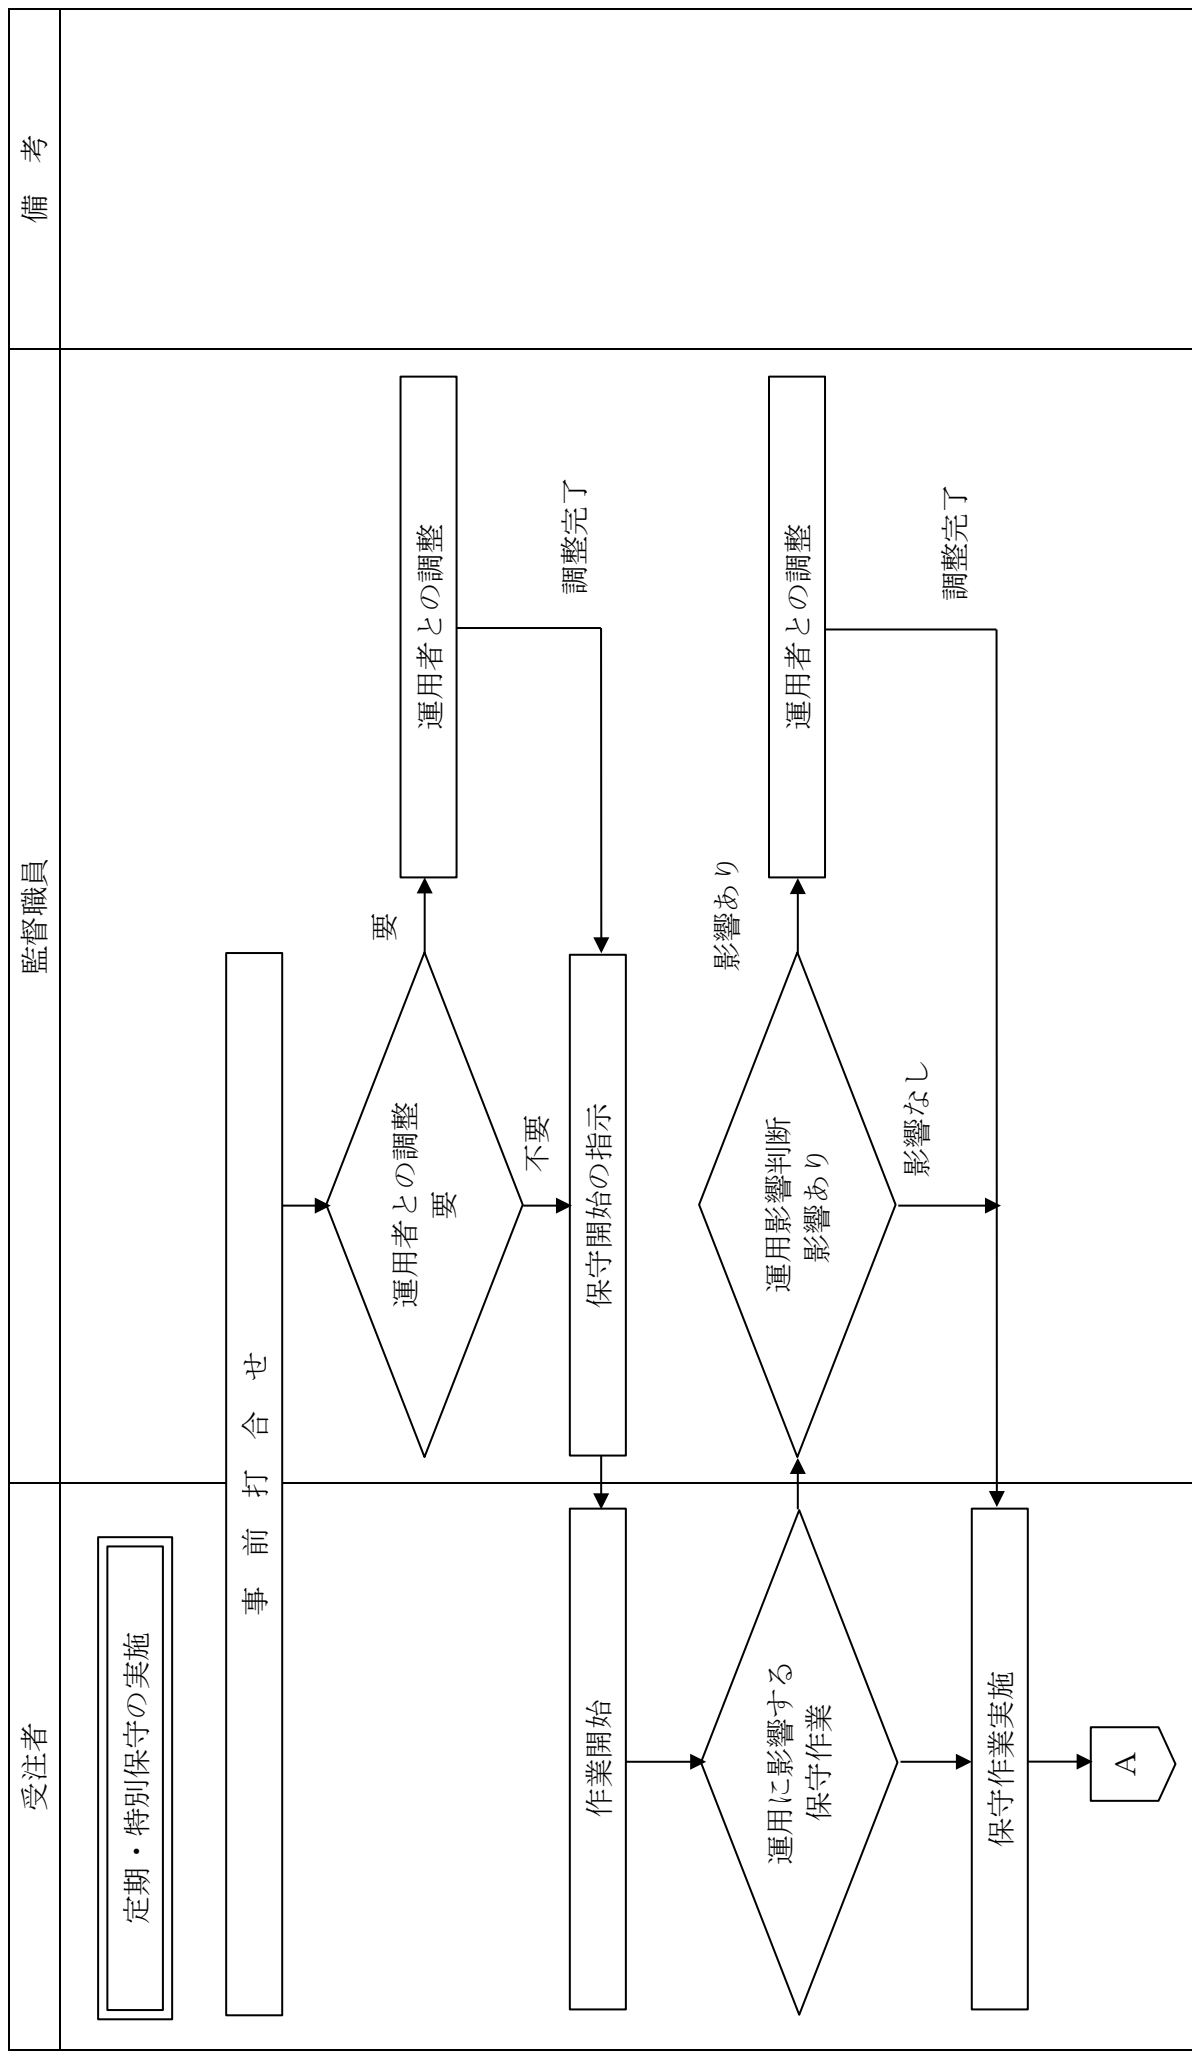 受注者
監督職員
備 考
定期・特別保守の実施
事 前 打 合 せ
運用者との調整
要
要
運用者との調整
不要
調整完了
保守開始の指示
作業開始
運用に影響する
保守作業
運用影響判断
影響あり
影響あり
運用者との調整
影響なし
調整完了
保守作業実施
A